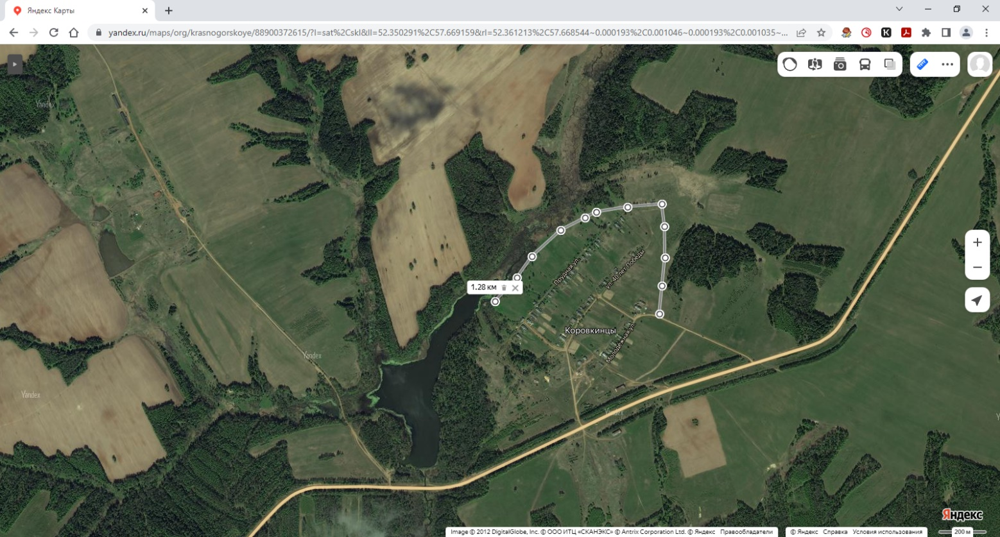 Яндекс Карты
yandex.ru/maps/org/krasnogorskoye/88900372615/?l=sat%2Cskl&ll=52.350291%2C57.669159&rl=52.361213%2C57.668544~0.000193%2C0.001046~0.000193%2C0.001035~...
Yandex
Прудная ул.
ул. 40 лет Победы
1.28 км
Коровкинцы
Молодежная ул.
Yandex
Yandex
Yandex
Яндекс
Image © 2012 DigitalGlobe, Inc. © ООО ИТЦ «СКАНЭКС» © Antrix Corporation Ltd. © Яндекс Правообладатели
© Яндекс Справка Условия использования
200 м